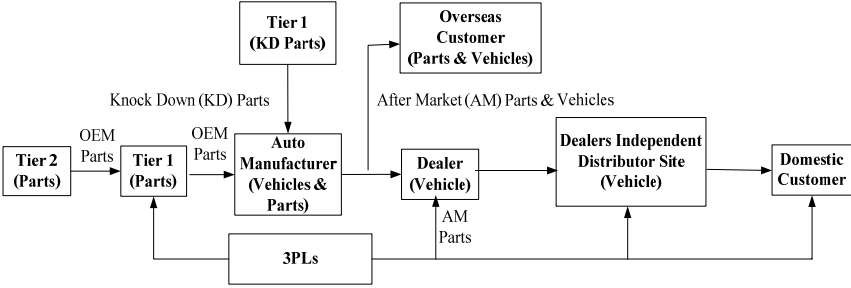 Tier 1
(KD Parts)
Overseas
Customer
(Parts & Vehicles)
Knock Down (KD) Parts
After Market (AM) Parts & Vehicles
OEM
Parts
OEM
Parts
Tier 2
(Parts)
Tier 1
(Parts)
Auto
Manufacturer
(Vehicles &
Parts)
Dealer
(Vehicle)
Dealers Independent
Distributor Site
(Vehicle)
Domestic
Customer
AM
Parts
3PLs